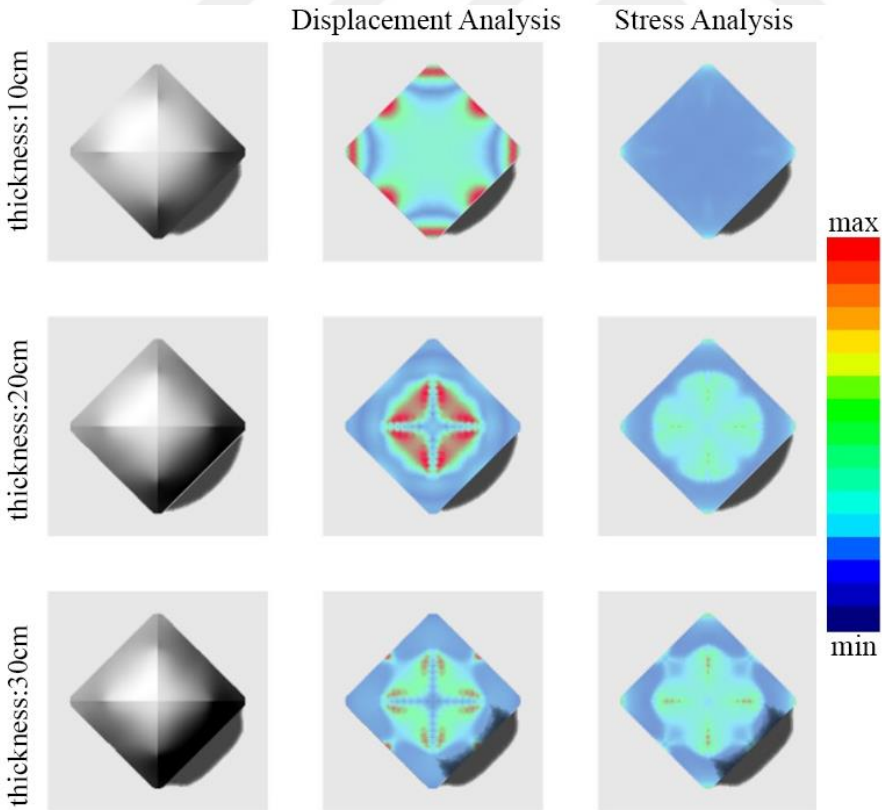 Displacement Analysis
Stress Analysis
thickness:10cm
max
thickness:20cm
min
thickness:30cm